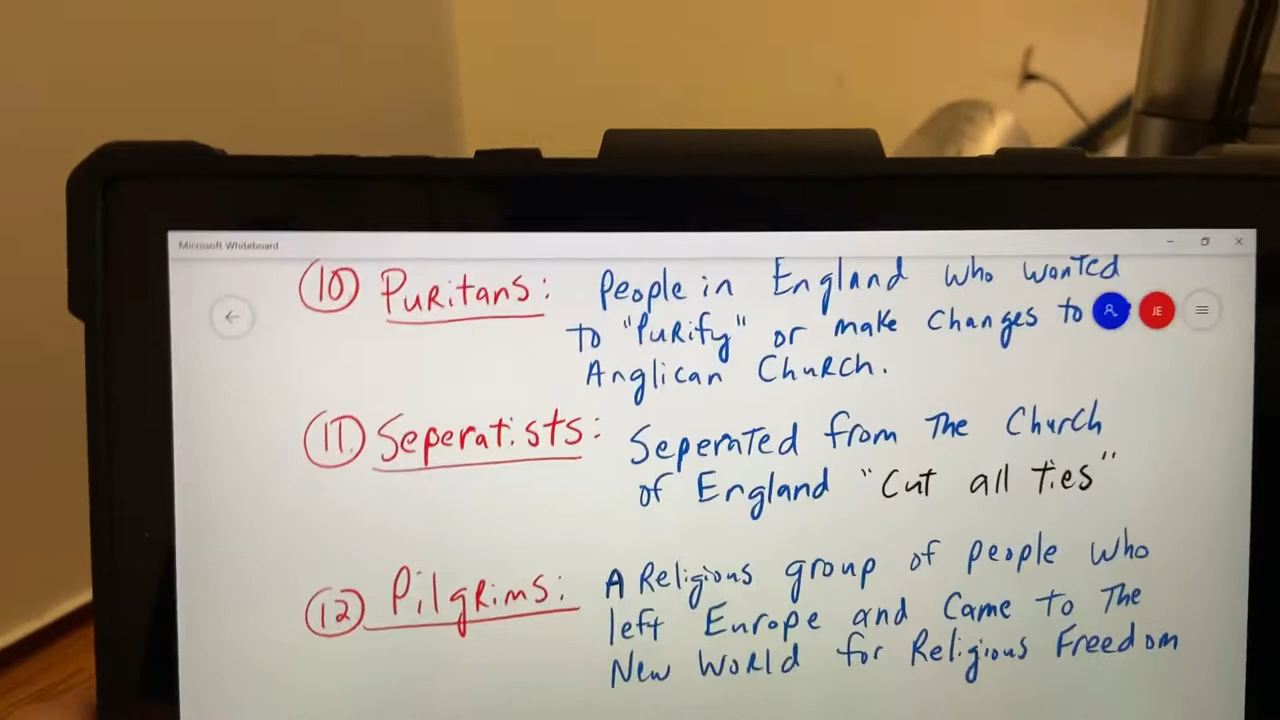 Microsoft Whiteboard
(10) Puritans: People in England who wanted
to "Purify" or make changes to
Anglican Church.
JE
(11) Seperatists: Seperated from The Church
of England "Cut all ties"
(12) Pilgrims: A Religious group of people who
left Europe and Came to The
New World for Religious Freedom